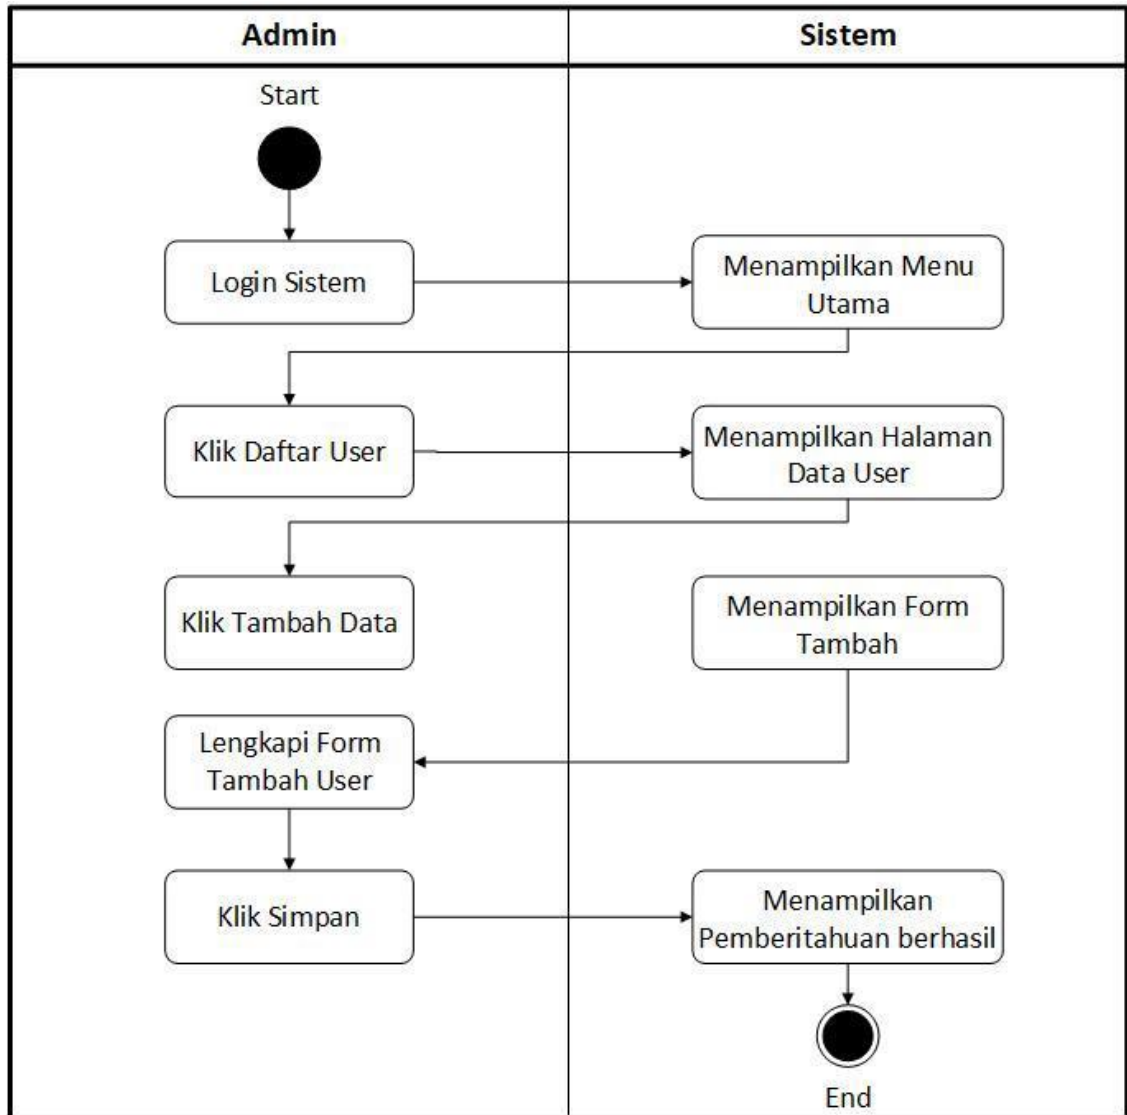 Admin
Sistem
Start
Login Sistem
Menampilkan Menu
Utama
Klik Daftar User
Menampilkan Halaman
Data User
Klik Tambah Data
Menampilkan Form
Tambah
Lengkapi Form
Tambah User
Klik Simpan
Menampilkan
Pemberitahuan berhasil
End